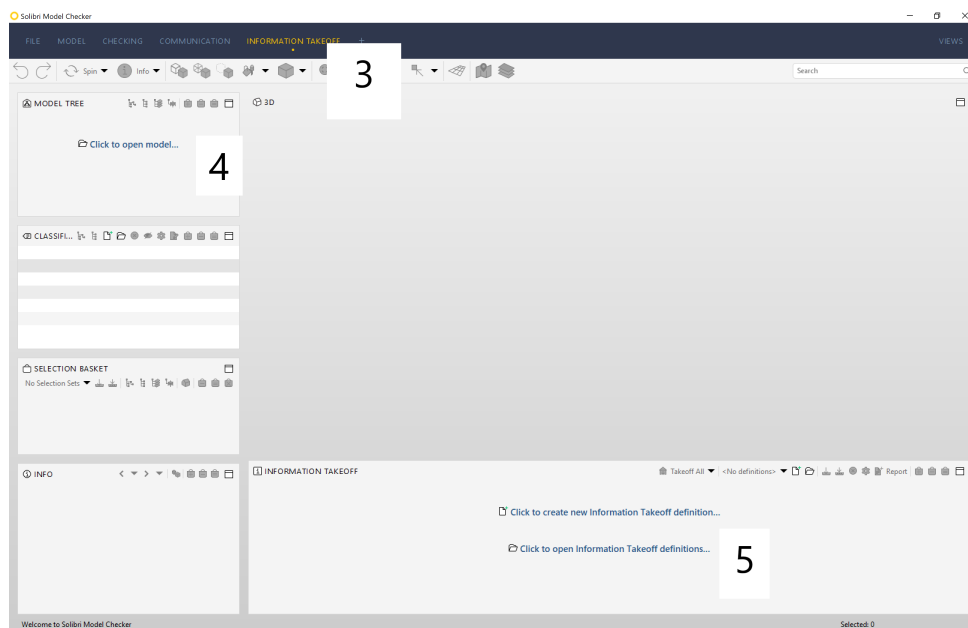 Solibri Model Checker
FILE MODEL CHECKING COMMUNICATION INFORMATION TAKEOFF + VIEWS
3
Spin Info Search
MODEL TREE
3D
Click to open model...
4
CLASSIFI...
SELECTION BASKET
No Selection Sets
INFO
INFORMATION TAKEOFF
Takeoff All <No definitions> Report
Click to create new Information Takeoff definition...
Click to open Information Takeoff definitions...
5
Welcome to Solibri Model Checker Selected: 0